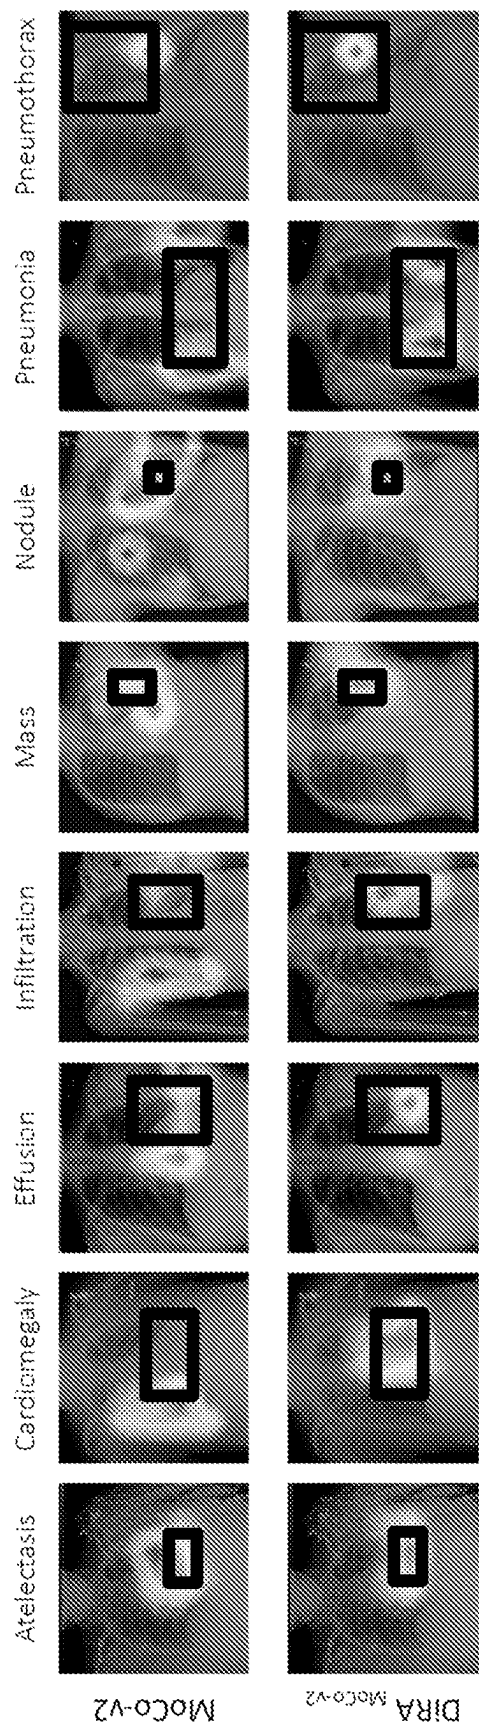 Atelectasis
Cardiomegaly
Effusion
Infiltration
Mass
Nodule
Pneumonia
Pneumothorax
MoCo-v2
DiRA MoCo-v2